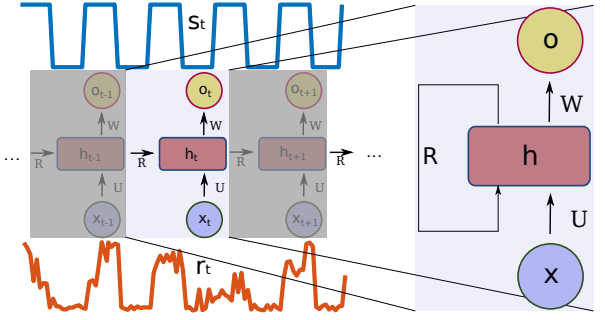 s_t
o_{t-1} o_t o_{t+1}
W W W
... R h_{t-1} R h_t R h_{t+1} R ...
U U U
x_{t-1} x_t x_{t+1}
r_t
o
W
R h
U
x